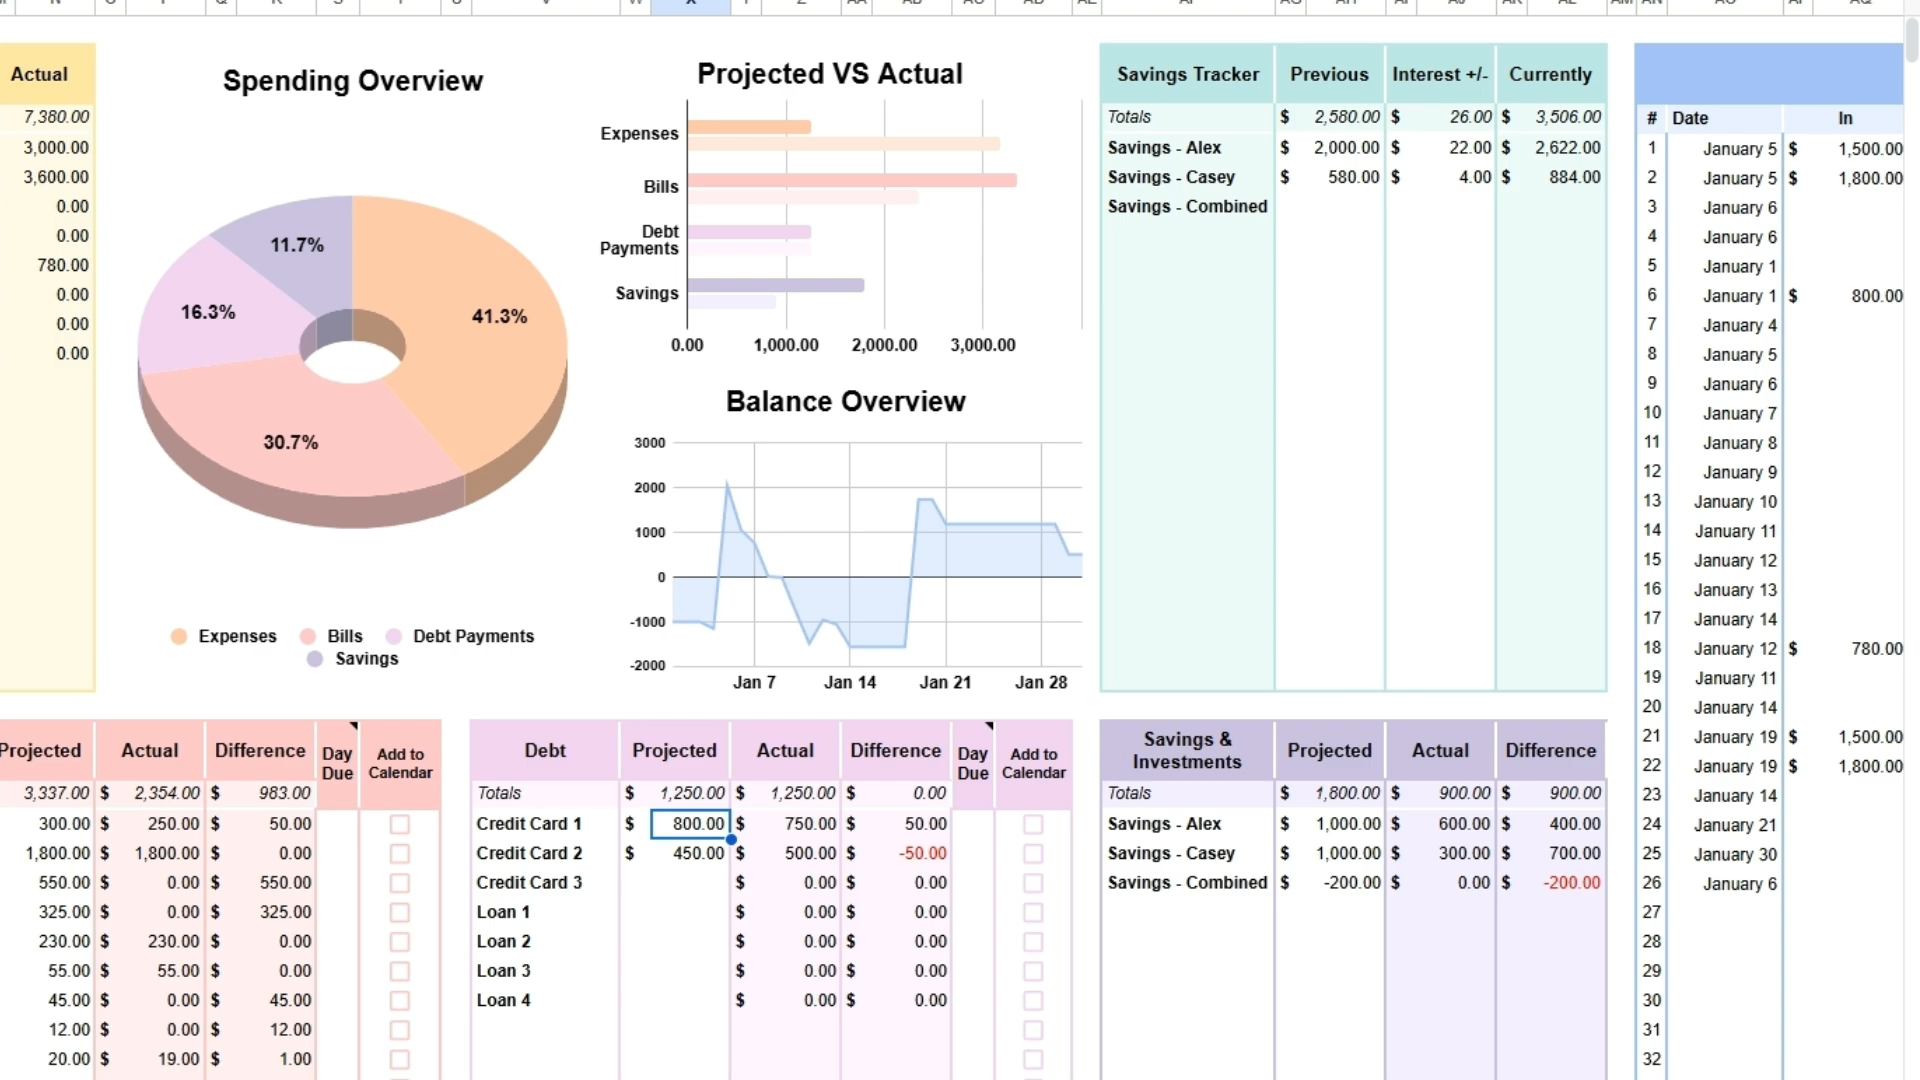 Actual
7,380.00
3,000.00
3,600.00
0.00
0.00
780.00
0.00
0.00
0.00
Spending Overview
11.7%
16.3%
41.3%
30.7%
Expenses Bills Debt Payments
Savings
Projected VS Actual
Expenses
Bills
Debt
Payments
Savings
0.00 1,000.00 2,000.00 3,000.00
Balance Overview
3000
2000
1000
0
-1000
-2000
Jan 7 Jan 14 Jan 21 Jan 28
Savings Tracker Previous Interest +/- Currently
Totals $ 2,580.00 $ 26.00 $ 3,506.00
Savings - Alex $ 2,000.00 $ 22.00 $ 2,622.00
Savings - Casey $ 580.00 $ 4.00 $ 884.00
Savings - Combined
# Date In
1 January 5 $ 1,500.00
2 January 5 $ 1,800.00
3 January 6
4 January 6
5 January 1
6 January 1 $ 800.00
7 January 4
8 January 5
9 January 6
10 January 7
11 January 8
12 January 9
13 January 10
14 January 11
15 January 12
16 January 13
17 January 14
18 January 12 $ 780.00
19 January 11
20 January 14
21 January 19 $ 1,500.00
22 January 19 $ 1,800.00
23 January 14
24 January 21
25 January 30
26 January 6
27
28
29
30
31
32
Projected Actual Difference Day Due Add to Calendar
3,337.00 $ 2,354.00 $ 983.00
300.00 $ 250.00 $ 50.00
1,800.00 $ 1,800.00 $ 0.00
550.00 $ 0.00 $ 550.00
325.00 $ 0.00 $ 325.00
230.00 $ 230.00 $ 0.00
55.00 $ 55.00 $ 0.00
45.00 $ 0.00 $ 45.00
12.00 $ 0.00 $ 12.00
20.00 $ 19.00 $ 1.00
Debt Projected Actual Difference Day Due Add to Calendar
Totals $ 1,250.00 $ 1,250.00 $ 0.00
Credit Card 1 $ 800.00 $ 750.00 $ 50.00
Credit Card 2 $ 450.00 $ 500.00 $ -50.00
Credit Card 3 $ 0.00 $ 0.00
Loan 1 $ 0.00 $ 0.00
Loan 2 $ 0.00 $ 0.00
Loan 3 $ 0.00 $ 0.00
Loan 4 $ 0.00 $ 0.00
Savings & Investments Projected Actual Difference
Totals $ 1,800.00 $ 900.00 $ 900.00
Savings - Alex $ 1,000.00 $ 600.00 $ 400.00
Savings - Casey $ 1,000.00 $ 300.00 $ 700.00
Savings - Combined $ -200.00 $ 0.00 $ -200.00